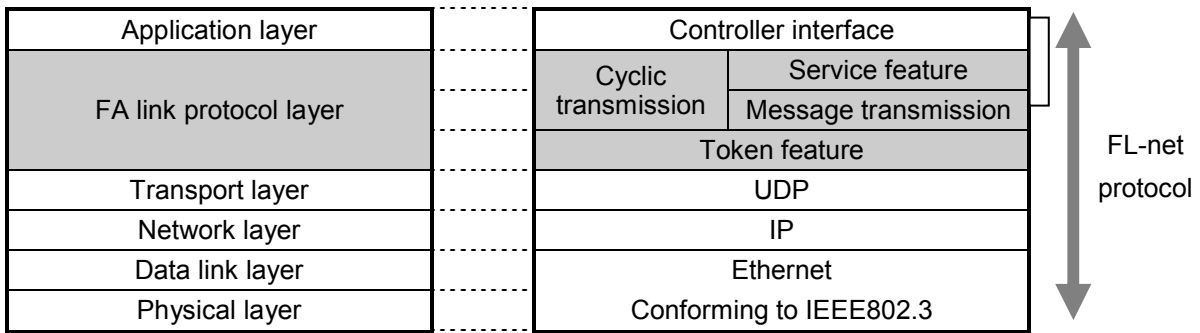 Application layer
Controller interface
FA link protocol layer
Cyclic
transmission
Service feature
Message transmission
Token feature
Transport layer
UDP
Network layer
IP
Data link layer
Ethernet
Physical layer
Conforming to IEEE802.3
FL-net
protocol